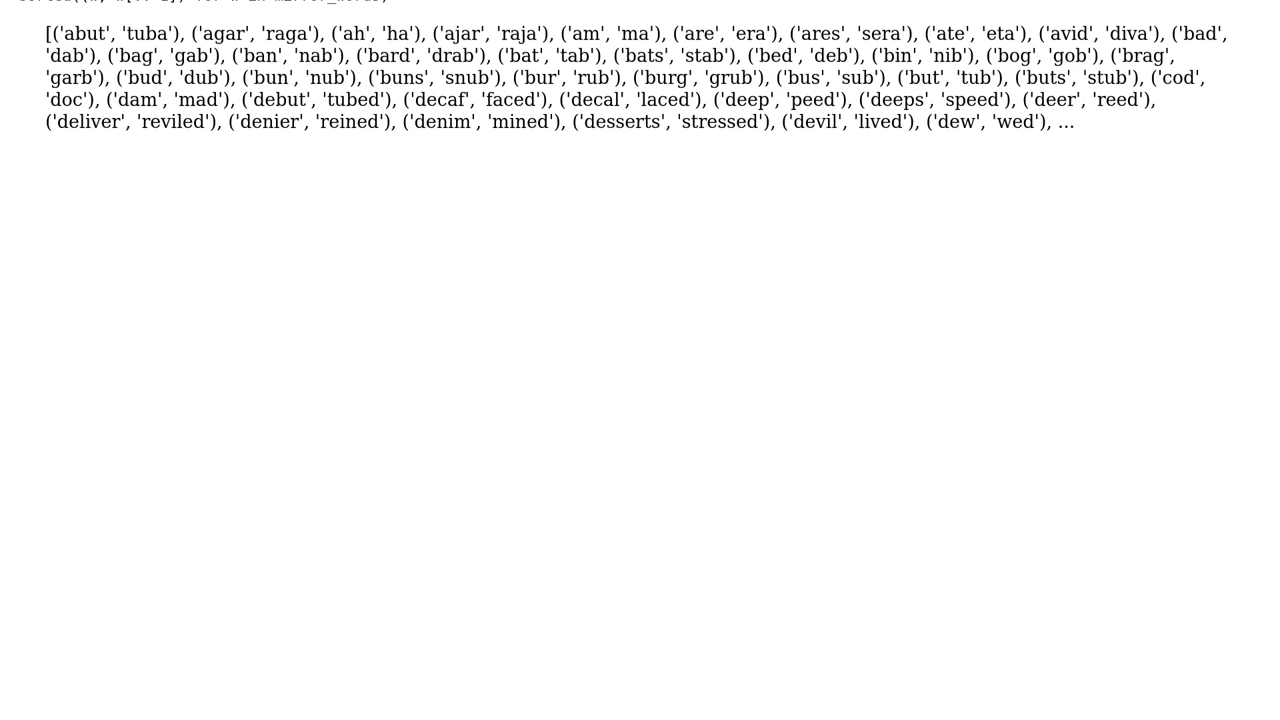 [('abut', 'tuba'), ('agar', 'raga'), ('ah', 'ha'), ('ajar', 'raja'), ('am', 'ma'), ('are', 'era'), ('ares', 'sera'), ('ate', 'eta'), ('avid', 'diva'), ('bad',
'dab'), ('bag', 'gab'), ('ban', 'nab'), ('bard', 'drab'), ('bat', 'tab'), ('bats', 'stab'), ('bed', 'deb'), ('bin', 'nib'), ('bog', 'gob'), ('brag',
'garb'), ('bud', 'dub'), ('bun', 'nub'), ('buns', 'snub'), ('bur', 'rub'), ('burg', 'grub'), ('bus', 'sub'), ('but', 'tub'), ('buts', 'stub'), ('cod',
'doc'), ('dam', 'mad'), ('debut', 'tubed'), ('decaf', 'faced'), ('decal', 'laced'), ('deep', 'peed'), ('deeps', 'speed'), ('deer', 'reed'),
('deliver', 'reviled'), ('denier', 'reined'), ('denim', 'mined'), ('desserts', 'stressed'), ('devil', 'lived'), ('dew', 'wed'), ...